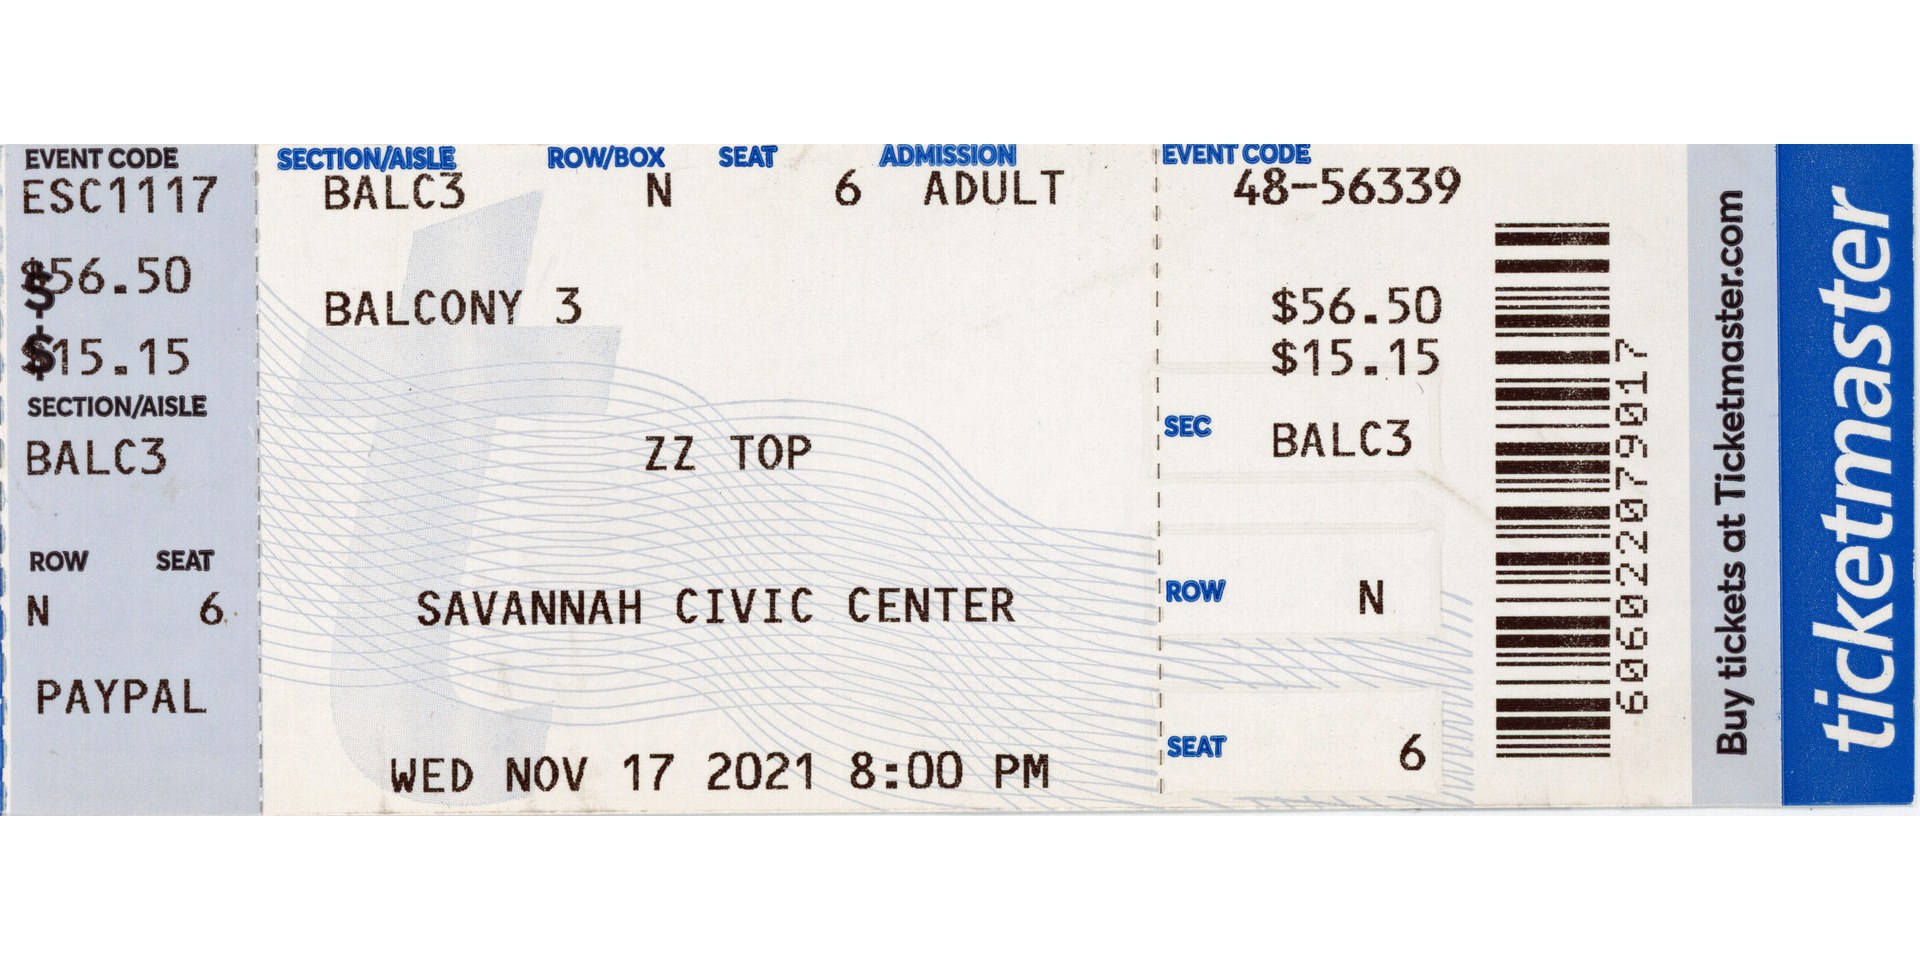 EVENT CODE
ESC1117
$56.50
$
$15.15
$
SECTION/AISLE
BALC3
ROW SEAT
N 6
PAYPAL
SECTION/AISLE ROW/BOX SEAT ADMISSION
BALC3 N 6 ADULT
BALCONY 3
ZZ TOP
SAVANNAH CIVIC CENTER
WED NOV 17 2021 8:00 PM
EVENT CODE
48-56339
$56.50
$15.15
SEC BALC3
ROW N
SEAT 6
606022079017
Buy tickets at Ticketmaster.com
ticketmaster